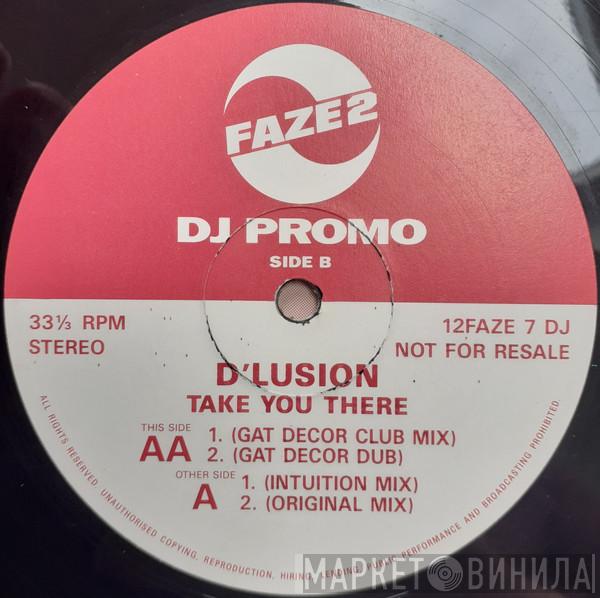 FAZE2
DJ PROMO
SIDE B
33⅓ RPM
STEREO
12FAZE 7 DJ
NOT FOR RESALE
D'LUSION
TAKE YOU THERE
THIS SIDE
AA
1. (GAT DECOR CLUB MIX)
2. (GAT DECOR DUB)
OTHER SIDE
A
1. (INTUITION MIX)
2. (ORIGINAL MIX)
ALL RIGHTS RESERVED. UNAUTHORISED COPYING, REPRODUCTION, HIRING, LENDING, PUBLIC PERFORMANCE AND BROADCASTING PROHIBITED.
МАРКЕТ ВИНИЛА